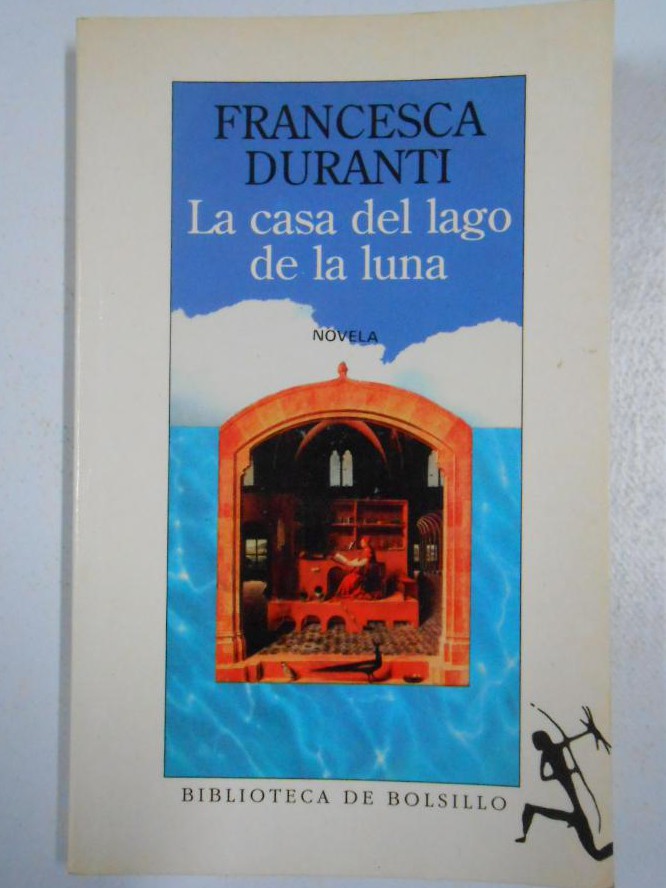 FRANCESCA
DURANTI
La casa del lago
de la luna
NOVELA
BIBLIOTECA DE BOLSILLO